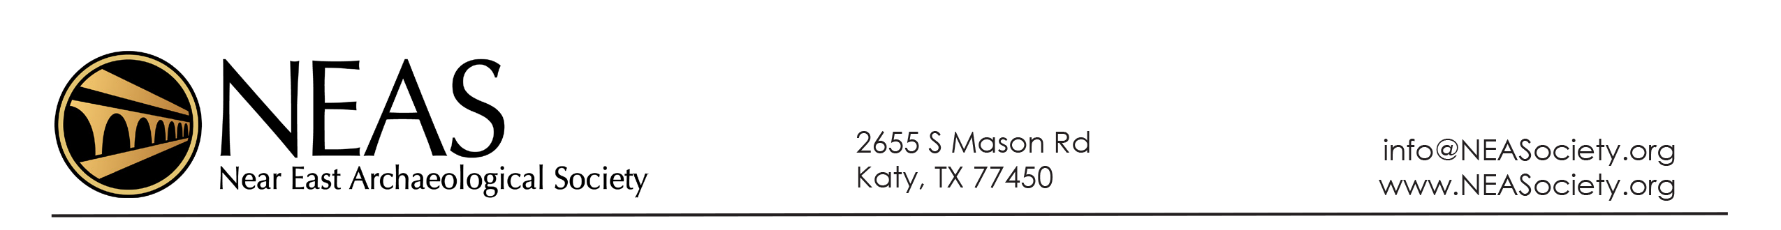 NEAS
Near East Archaeological Society
2655 S Mason Rd
Katy, TX 77450
info@NEASociety.org
www.NEASociety.org